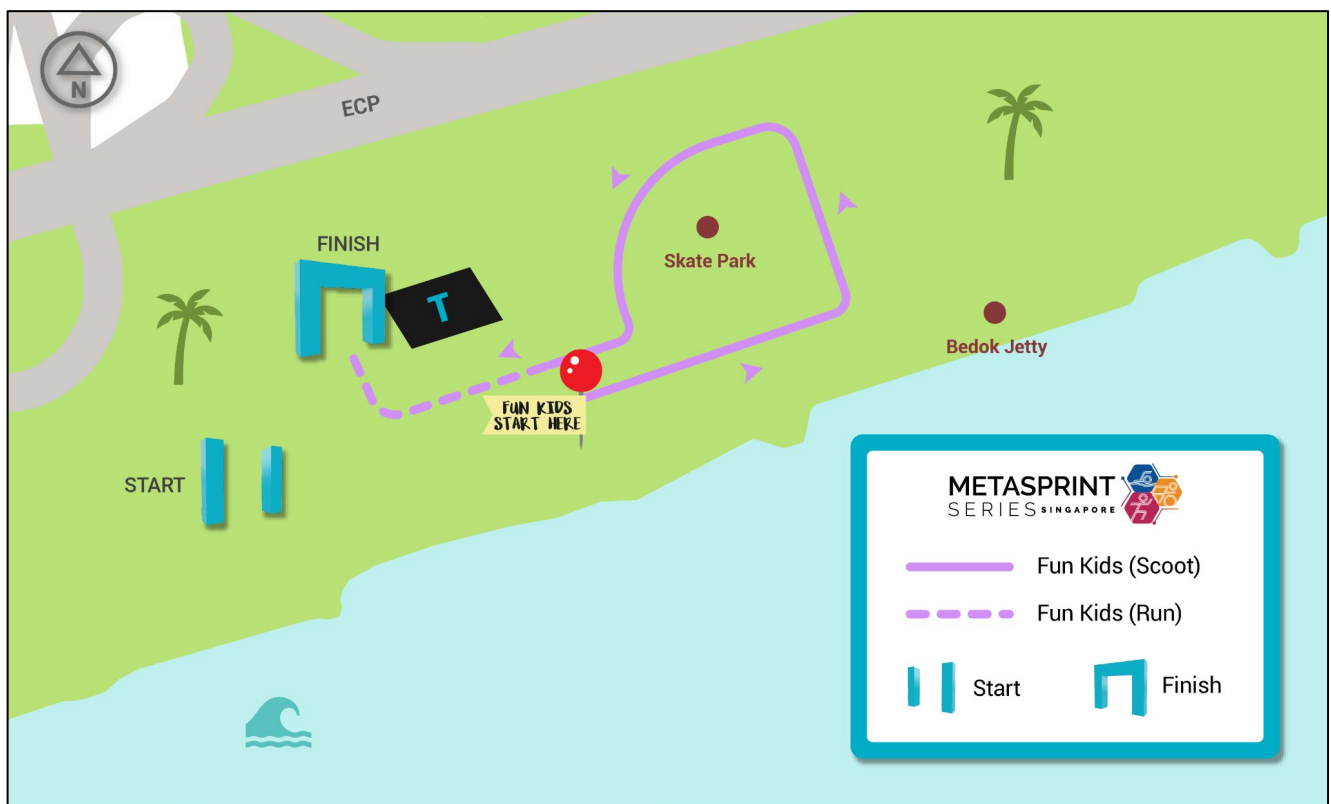 N
ECP
FINISH
T
Skate Park
Bedok Jetty
FUN KIDS
START HERE
START
METASPRINT
SERIES SINGAPORE
Fun Kids (Scoot)
Fun Kids (Run)
Start
Finish